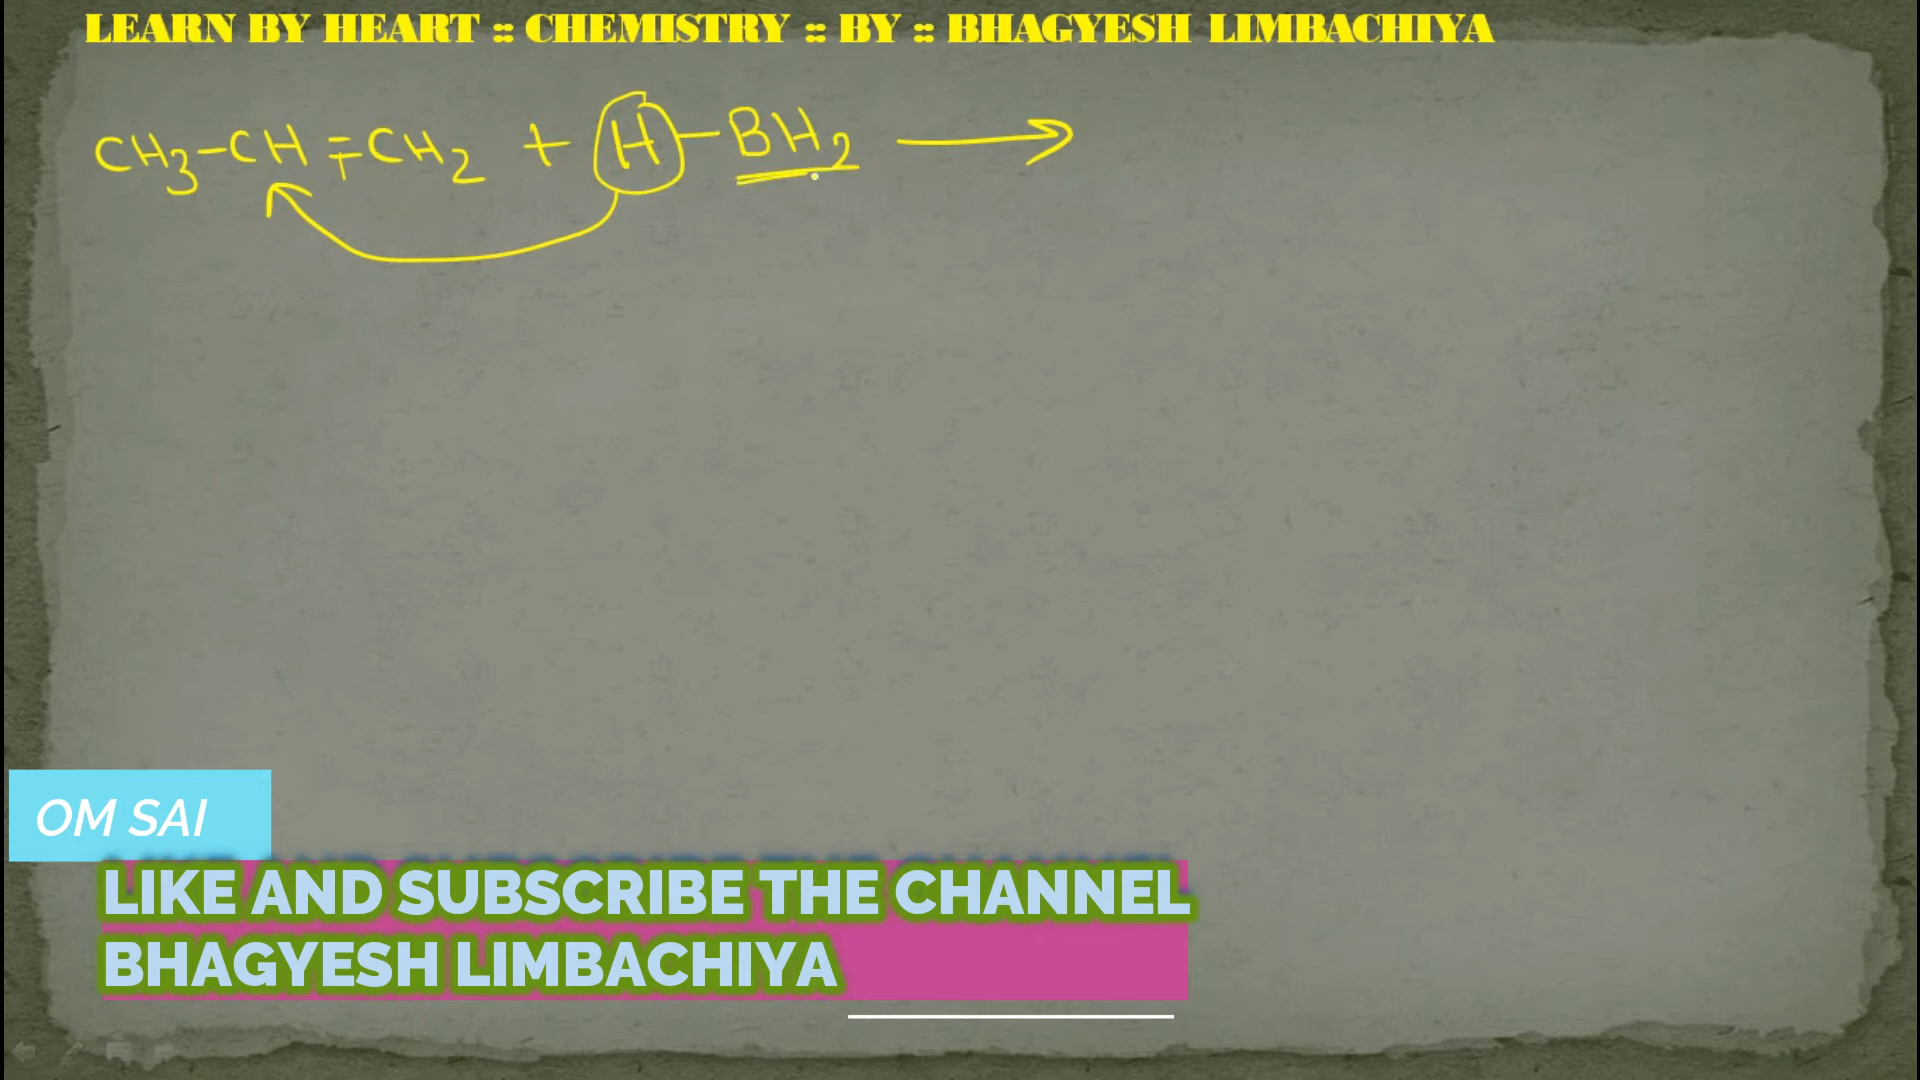 LEARN BY HEART :: CHEMISTRY :: BY :: BHAGYESH LIMBACHIYA
CH₃-CH=CH₂ + H-BH₂ ⟶
OM SAI
LIKE AND SUBSCRIBE THE CHANNEL
BHAGYESH LIMBACHIYA